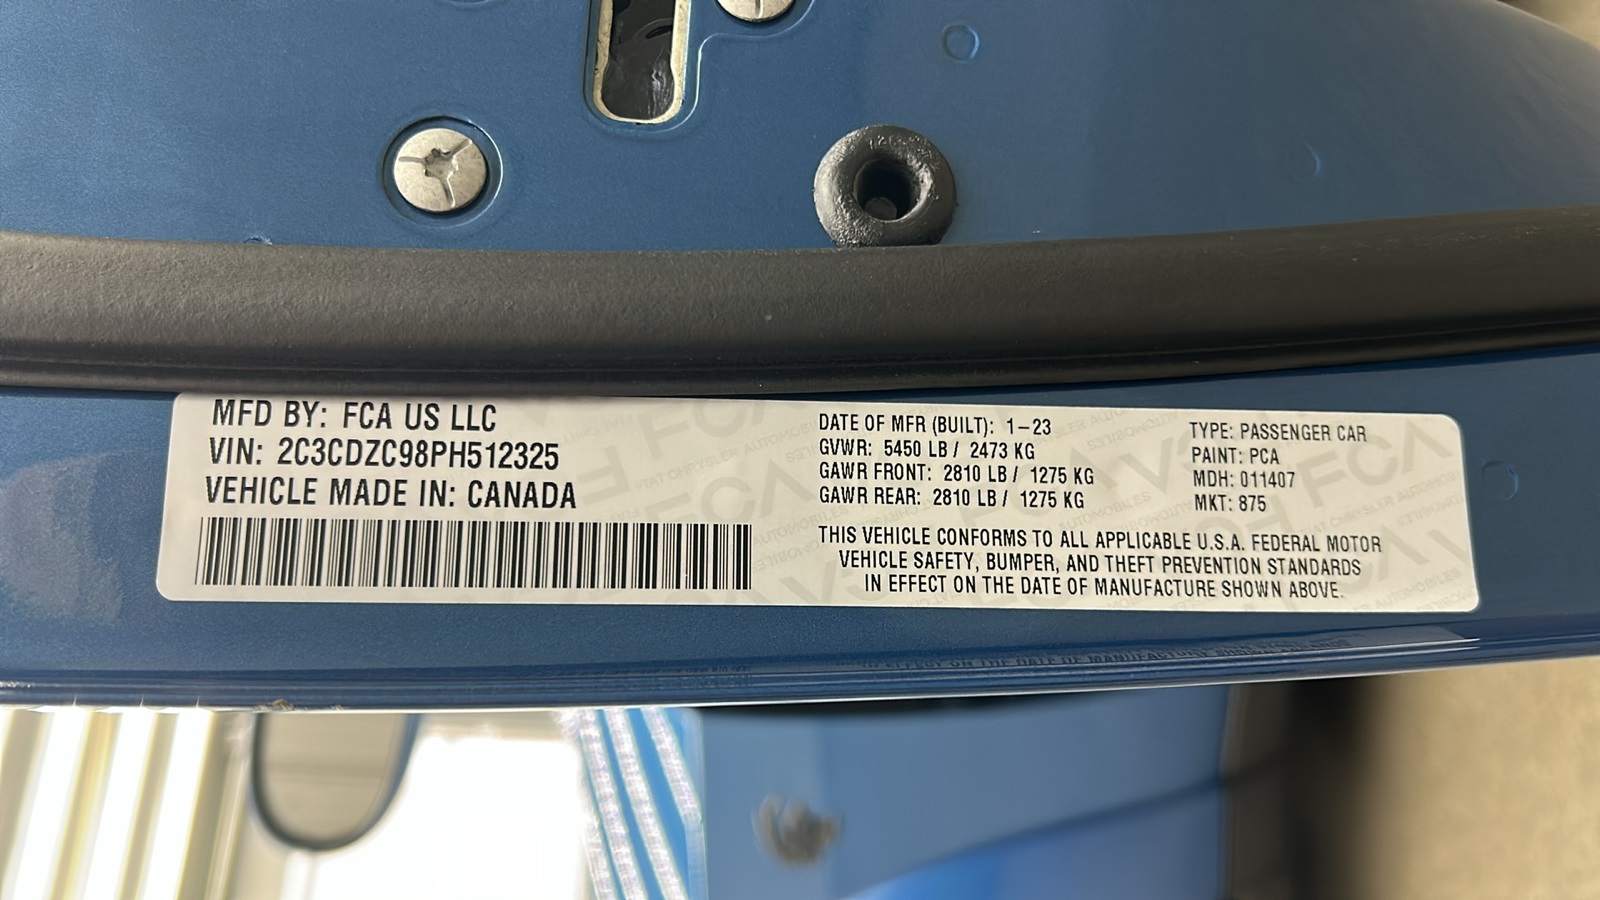 MFD BY: FCA US LLC
VIN: 2C3CDZC98PH512325
VEHICLE MADE IN: CANADA
DATE OF MFR (BUILT): 1-23
GVWR: 5450 LB / 2473 KG
GAWR FRONT: 2810 LB / 1275 KG
GAWR REAR: 2810 LB / 1275 KG
TYPE: PASSENGER CAR
PAINT: PCA
MDH: 011407
MKT: 875
THIS VEHICLE CONFORMS TO ALL APPLICABLE U.S.A. FEDERAL MOTOR
VEHICLE SAFETY, BUMPER, AND THEFT PREVENTION STANDARDS
IN EFFECT ON THE DATE OF MANUFACTURE SHOWN ABOVE.